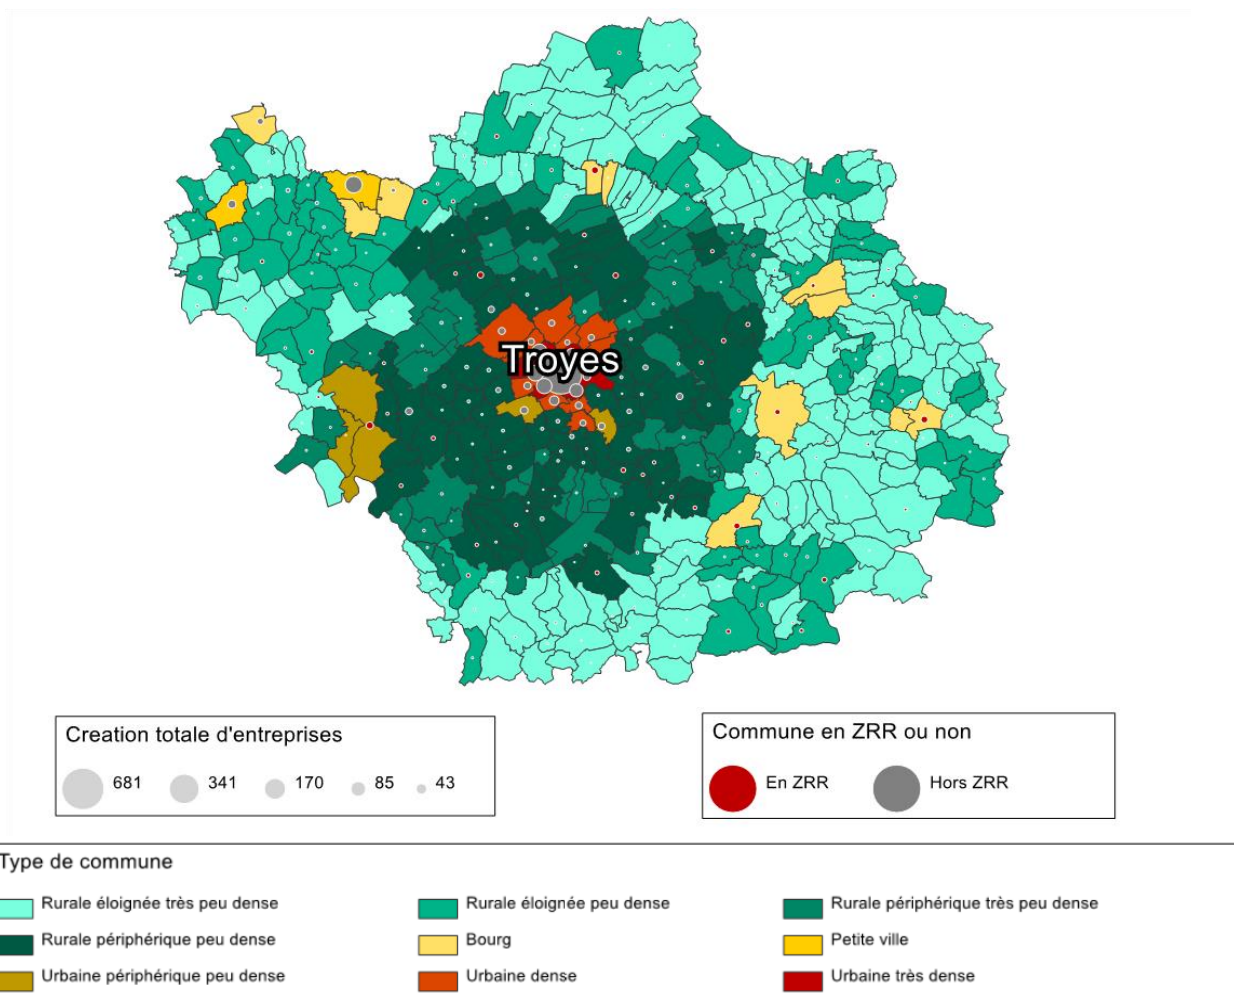 Troyes
Creation totale d'entreprises
681 341 170 85 43
Commune en ZRR ou non
En ZRR Hors ZRR
Type de commune
Rurale éloignée très peu dense Rurale éloignée peu dense Rurale périphérique très peu dense
Rurale périphérique peu dense Bourg Petite ville
Urbaine périphérique peu dense Urbaine dense Urbaine très dense